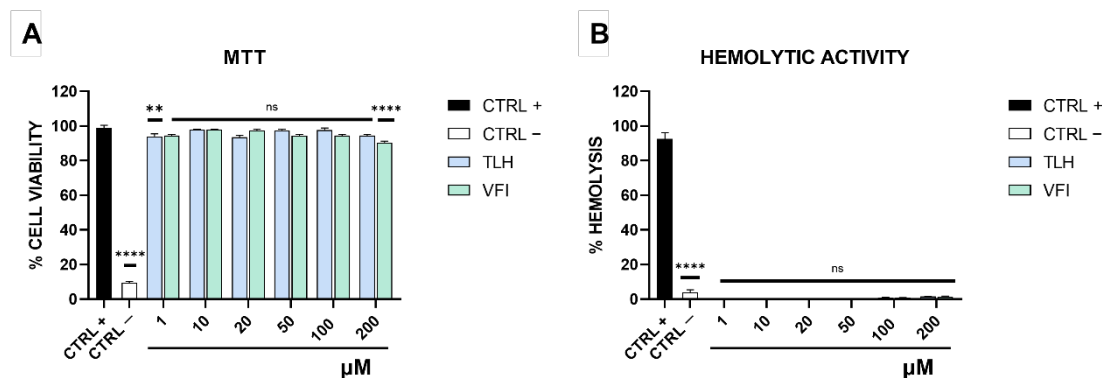 A
MTT
% CELL VIABILITY
120
100
80
60
40
20
0
****
**
ns
****
CTRL +
CTRL −
1
10
20
50
100
200
µM
CTRL +
CTRL −
TLH
VFI
B
HEMOLYTIC ACTIVITY
% HEMOLYSIS
120
100
80
60
40
20
0
****
ns
CTRL +
CTRL −
1
10
20
50
100
200
µM
CTRL +
CTRL −
TLH
VFI